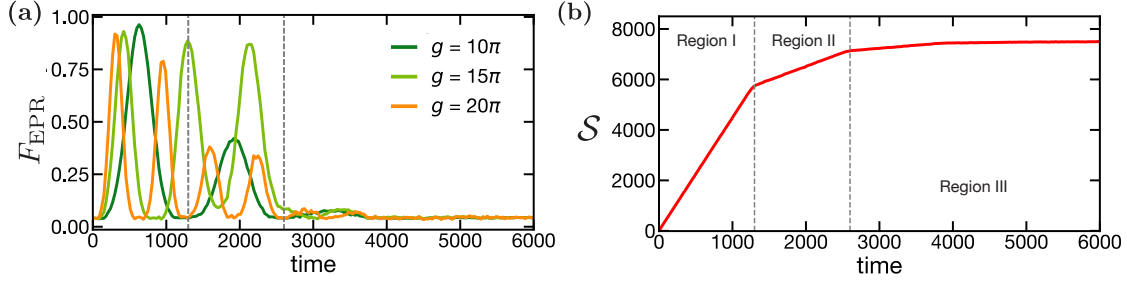 (a)
1.00
0.75
0.50
0.25
0.00
F_EPR
g = 10π
g = 15π
g = 20π
0 1000 2000 3000 4000 5000 6000
time
(b)
8000
6000
4000
2000
0
S
Region I
Region II
Region III
0 1000 2000 3000 4000 5000 6000
time